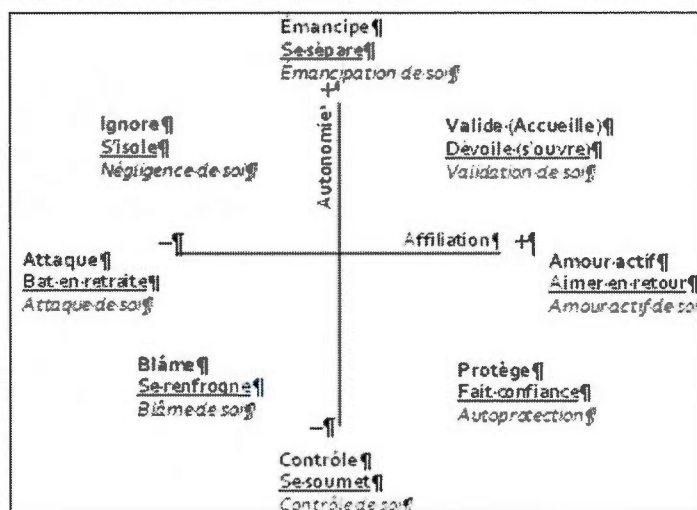 Émancipe¶
Se·sépare¶
Émancipation·de·soi¶
+¶
Autonomie
Ignore¶
S'isole¶
Négligence·de·soi¶
Valide·(Accueille)¶
Dévoile·(s'ouvre)¶
Validation·de·soi¶
−¶
Affiliation
+¶
Attaque¶
Bat·en·retraite¶
Attaque·de·soi¶
Amour·actif¶
Aimer·en·retour¶
Amour·actif·de·soi
Blâme¶
Se·renfrogne¶
Blâme·de·soi¶
Protège¶
Fait·confiance¶
Autoprotection¶
−¶
Contrôle¶
Se·soumet¶
Contrôle·de·soi¶